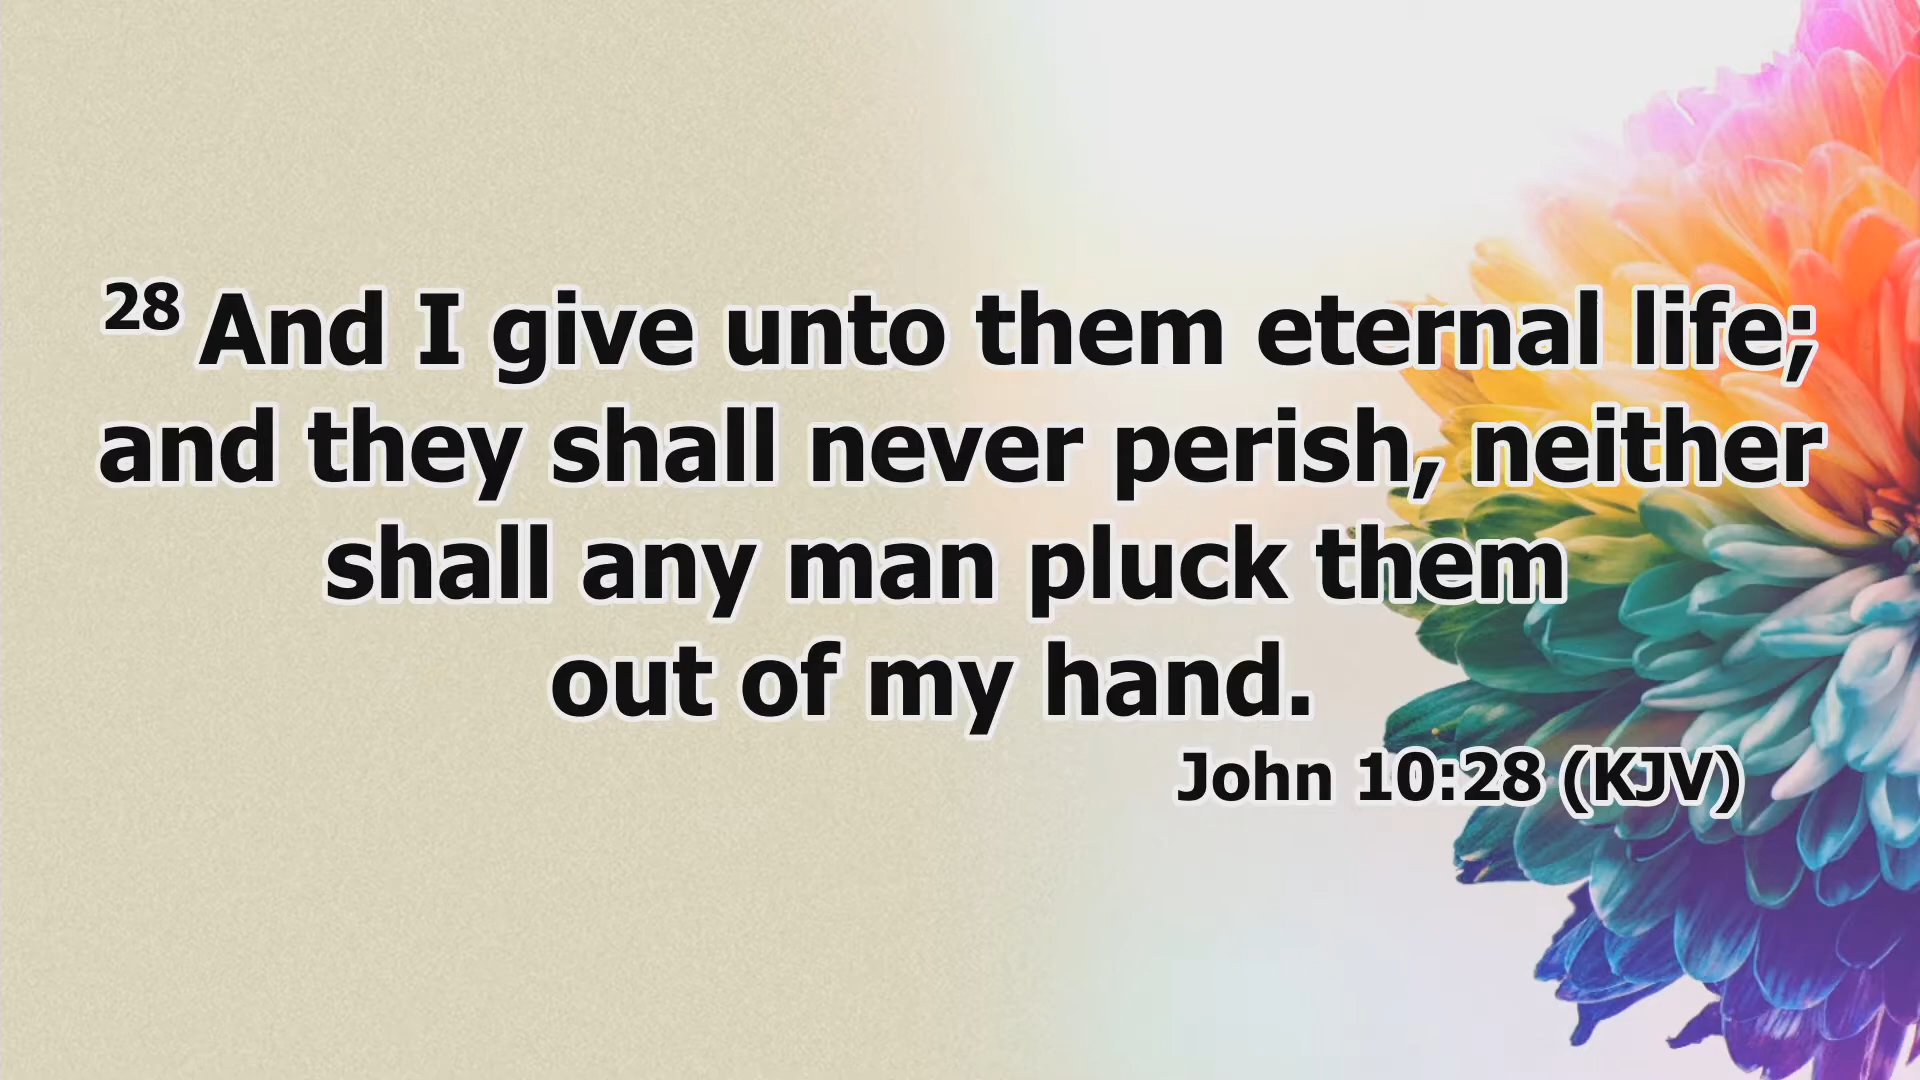 28 And I give unto them eternal life;
and they shall never perish, neither
shall any man pluck them
out of my hand.
John 10:28 (KJV)